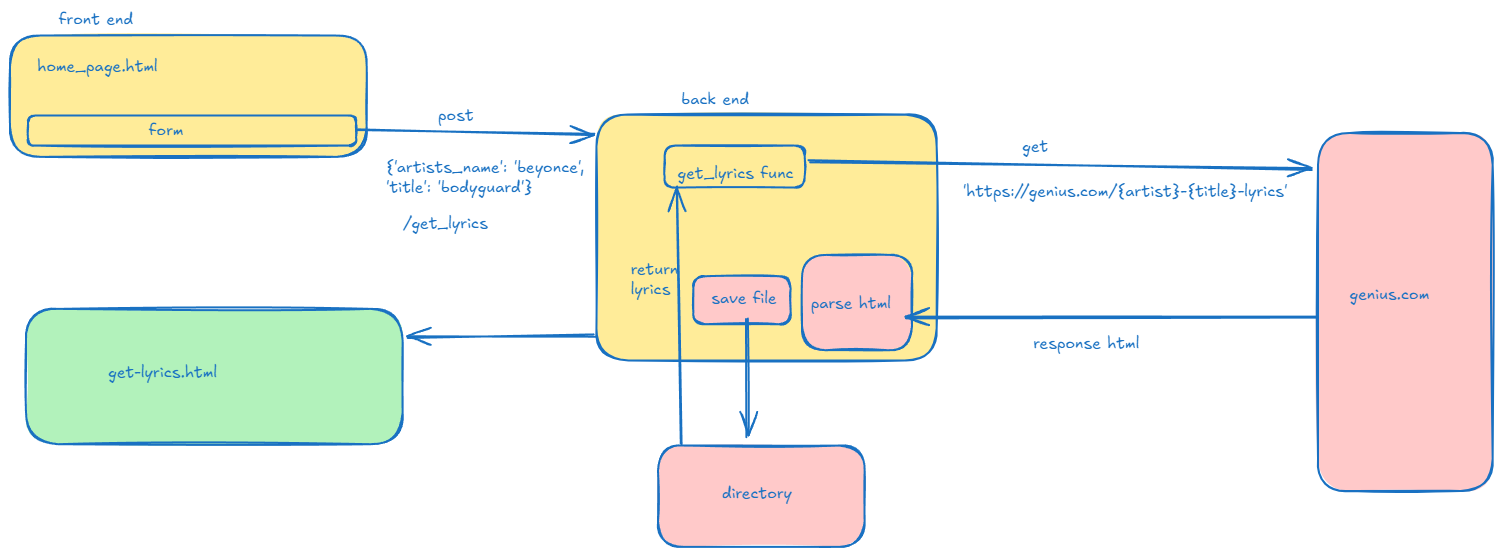 front end
home_page.html
form
post
{'artists_name': 'beyonce',
'title': 'bodyguard'}
/get_lyrics
back end
get_lyrics func
get
'https://genius.com/{artist}-{title}-lyrics'
return
lyrics
save file
parse html
genius.com
response html
get-lyrics.html
directory